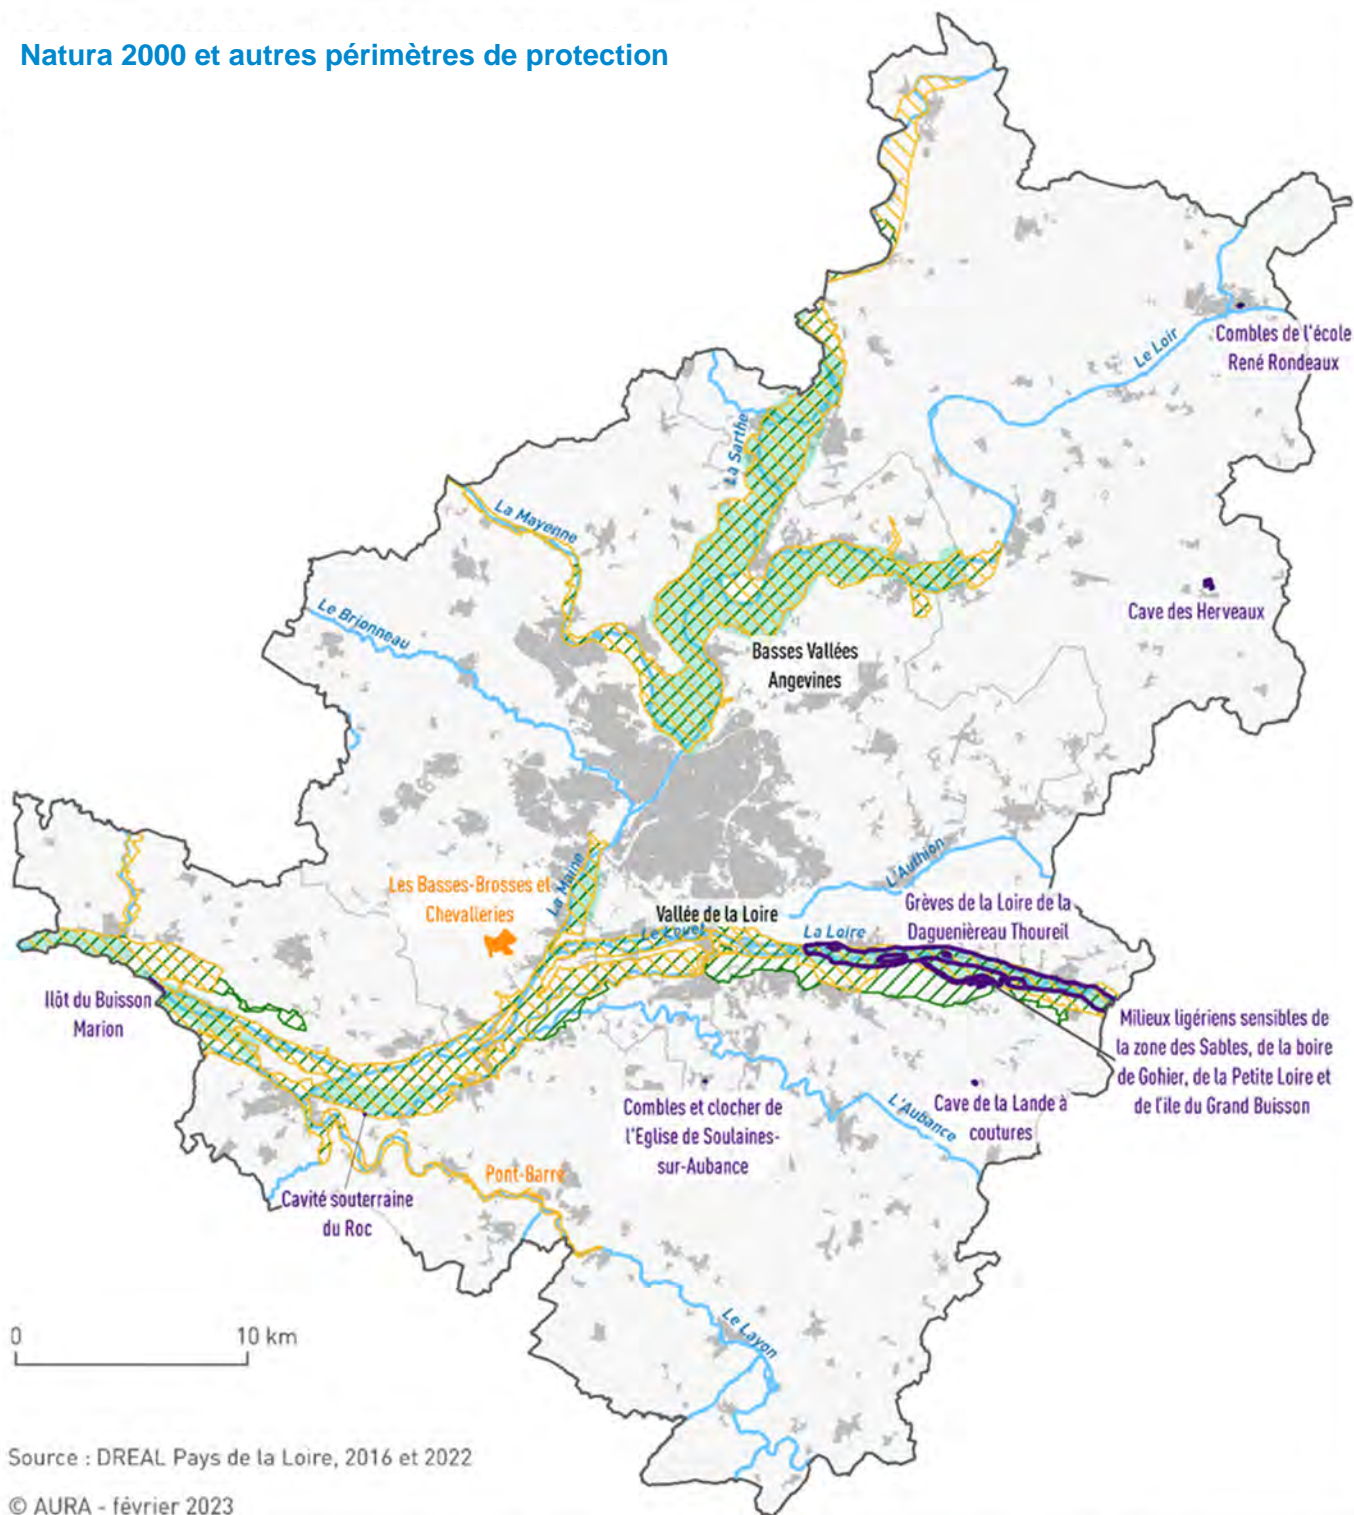 Natura 2000 et autres périmètres de protection
Combles de l'école
René Rondeaux
Le Loir
La Sarthe
La Mayenne
Le Brionneau
Cave des Herveaux
Basses Vallées
Angevines
L'Authion
La Maine
Les Basses-Brosses et
Chevalleries
Vallée de la Loire
Le Louet
La Loire
Grèves de la Loire de la
Daguenièreau Thoureil
Ilôt du Buisson
Marion
Milieux ligériens sensibles de
la zone des Sables, de la boire
de Gohier, de la Petite Loire et
de l'ile du Grand Buisson
Combles et clocher de
l'Eglise de Soulaines-
sur-Aubance
Cave de la Lande à
coutures
L'Aubance
Pont-Barre
Cavité souterraine
du Roc
Le Layon
0 10 km
Source : DREAL Pays de la Loire, 2016 et 2022
© AURA - février 2023